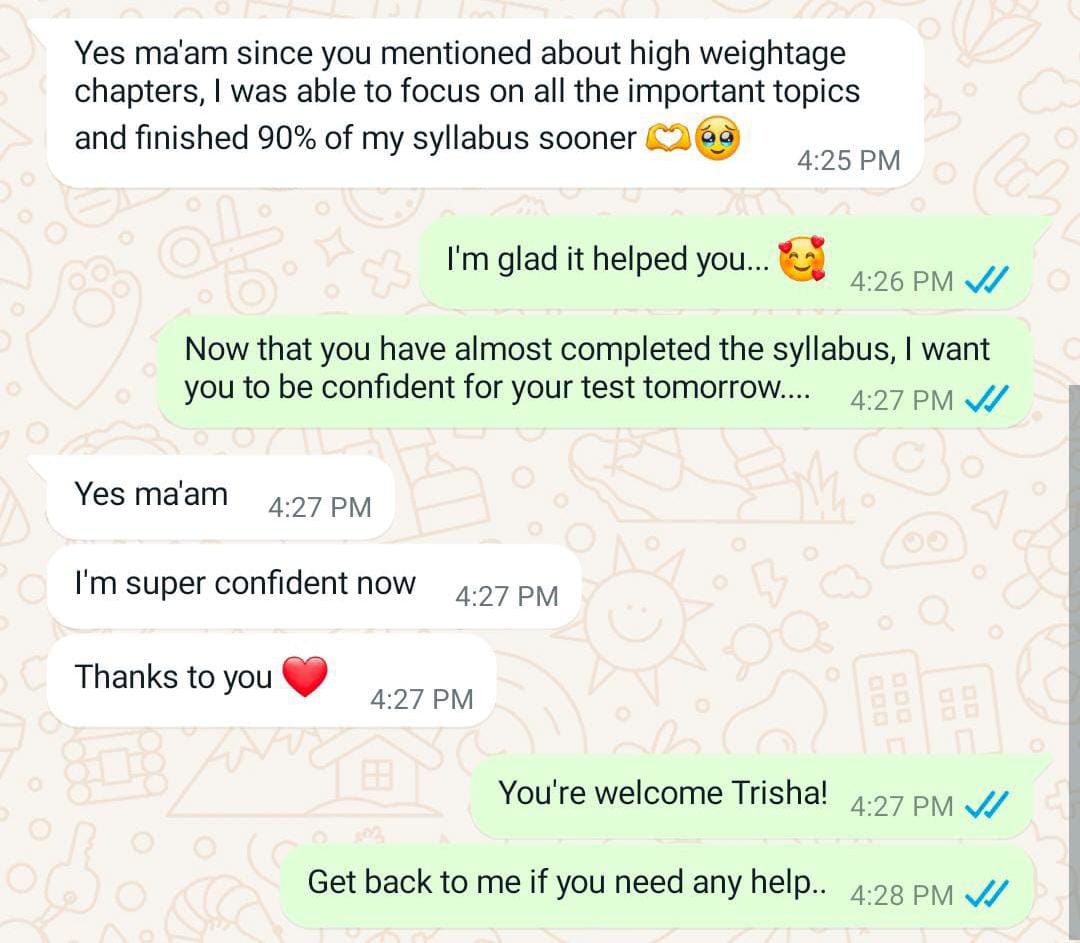 Yes ma'am since you mentioned about high weightage
chapters, I was able to focus on all the important topics
and finished 90% of my syllabus sooner 🫶🥹
4:25 PM
I'm glad it helped you... 🥰
4:26 PM
Now that you have almost completed the syllabus, I want
you to be confident for your test tomorrow....
4:27 PM
Yes ma'am
4:27 PM
I'm super confident now
4:27 PM
Thanks to you ❤️
4:27 PM
You're welcome Trisha!
4:27 PM
Get back to me if you need any help..
4:28 PM